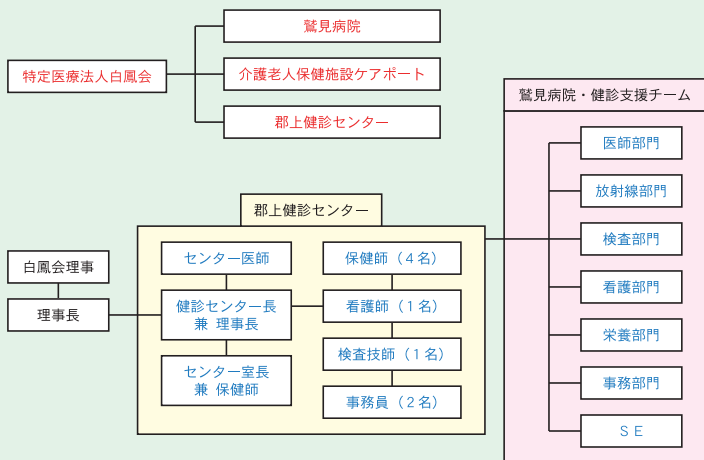 特定医療法人白鳳会
鷲見病院
介護老人保健施設ケアポート
郡上健診センター
白鳳会理事
理事長
郡上健診センター
センター医師
健診センター長
兼 理事長
センター室長
兼 保健師
保健師（４名）
看護師（１名）
検査技師（１名）
事務員（２名）
鷲見病院・健診支援チーム
医師部門
放射線部門
検査部門
看護部門
栄養部門
事務部門
ＳＥ